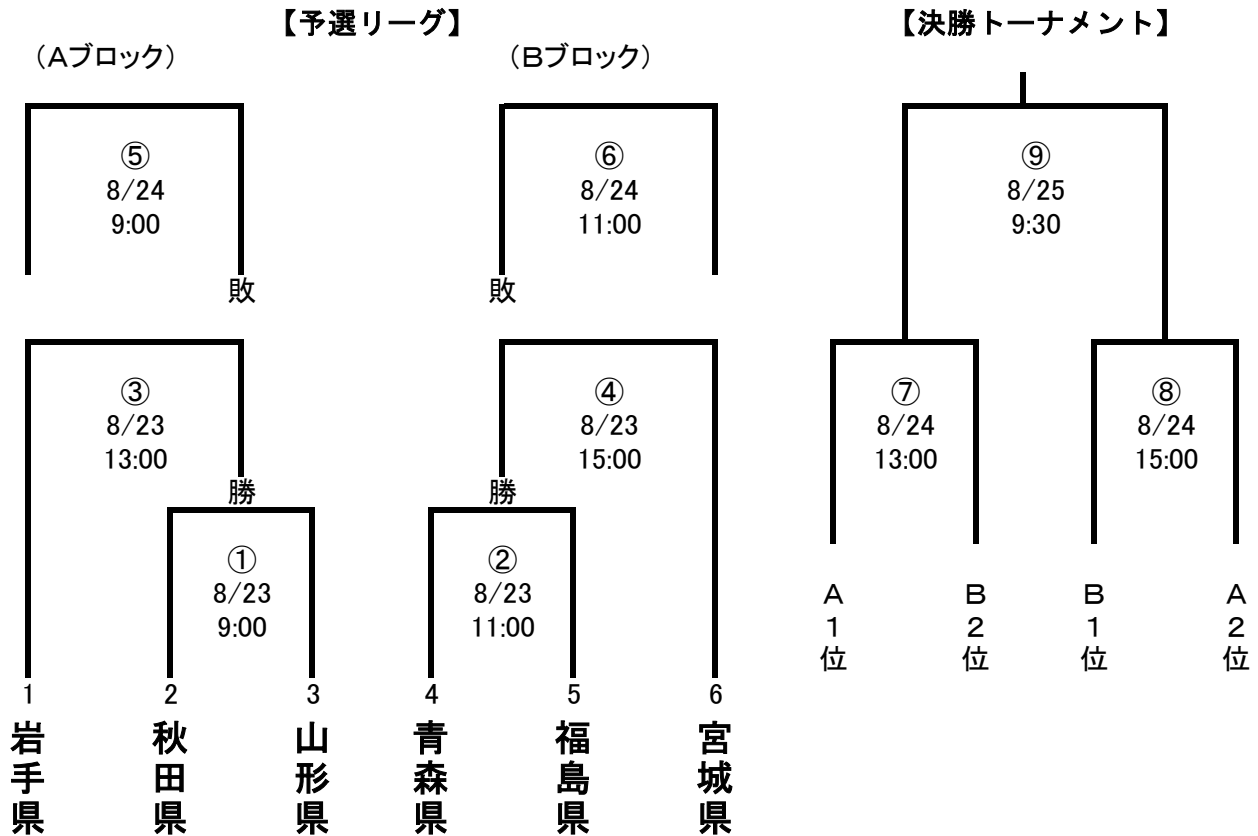 【予選リーグ】
【決勝トーナメント】
（Ａブロック）
（Ｂブロック）
⑤
8/24
9:00
敗
⑥
8/24
11:00
敗
⑨
8/25
9:30
③
8/23
13:00
勝
④
8/23
15:00
勝
⑦
8/24
13:00
⑧
8/24
15:00
①
8/23
9:00
②
8/23
11:00
Ａ１位
Ｂ２位
Ｂ１位
Ａ２位
1
2
3
4
5
6
岩手県
秋田県
山形県
青森県
福島県
宮城県